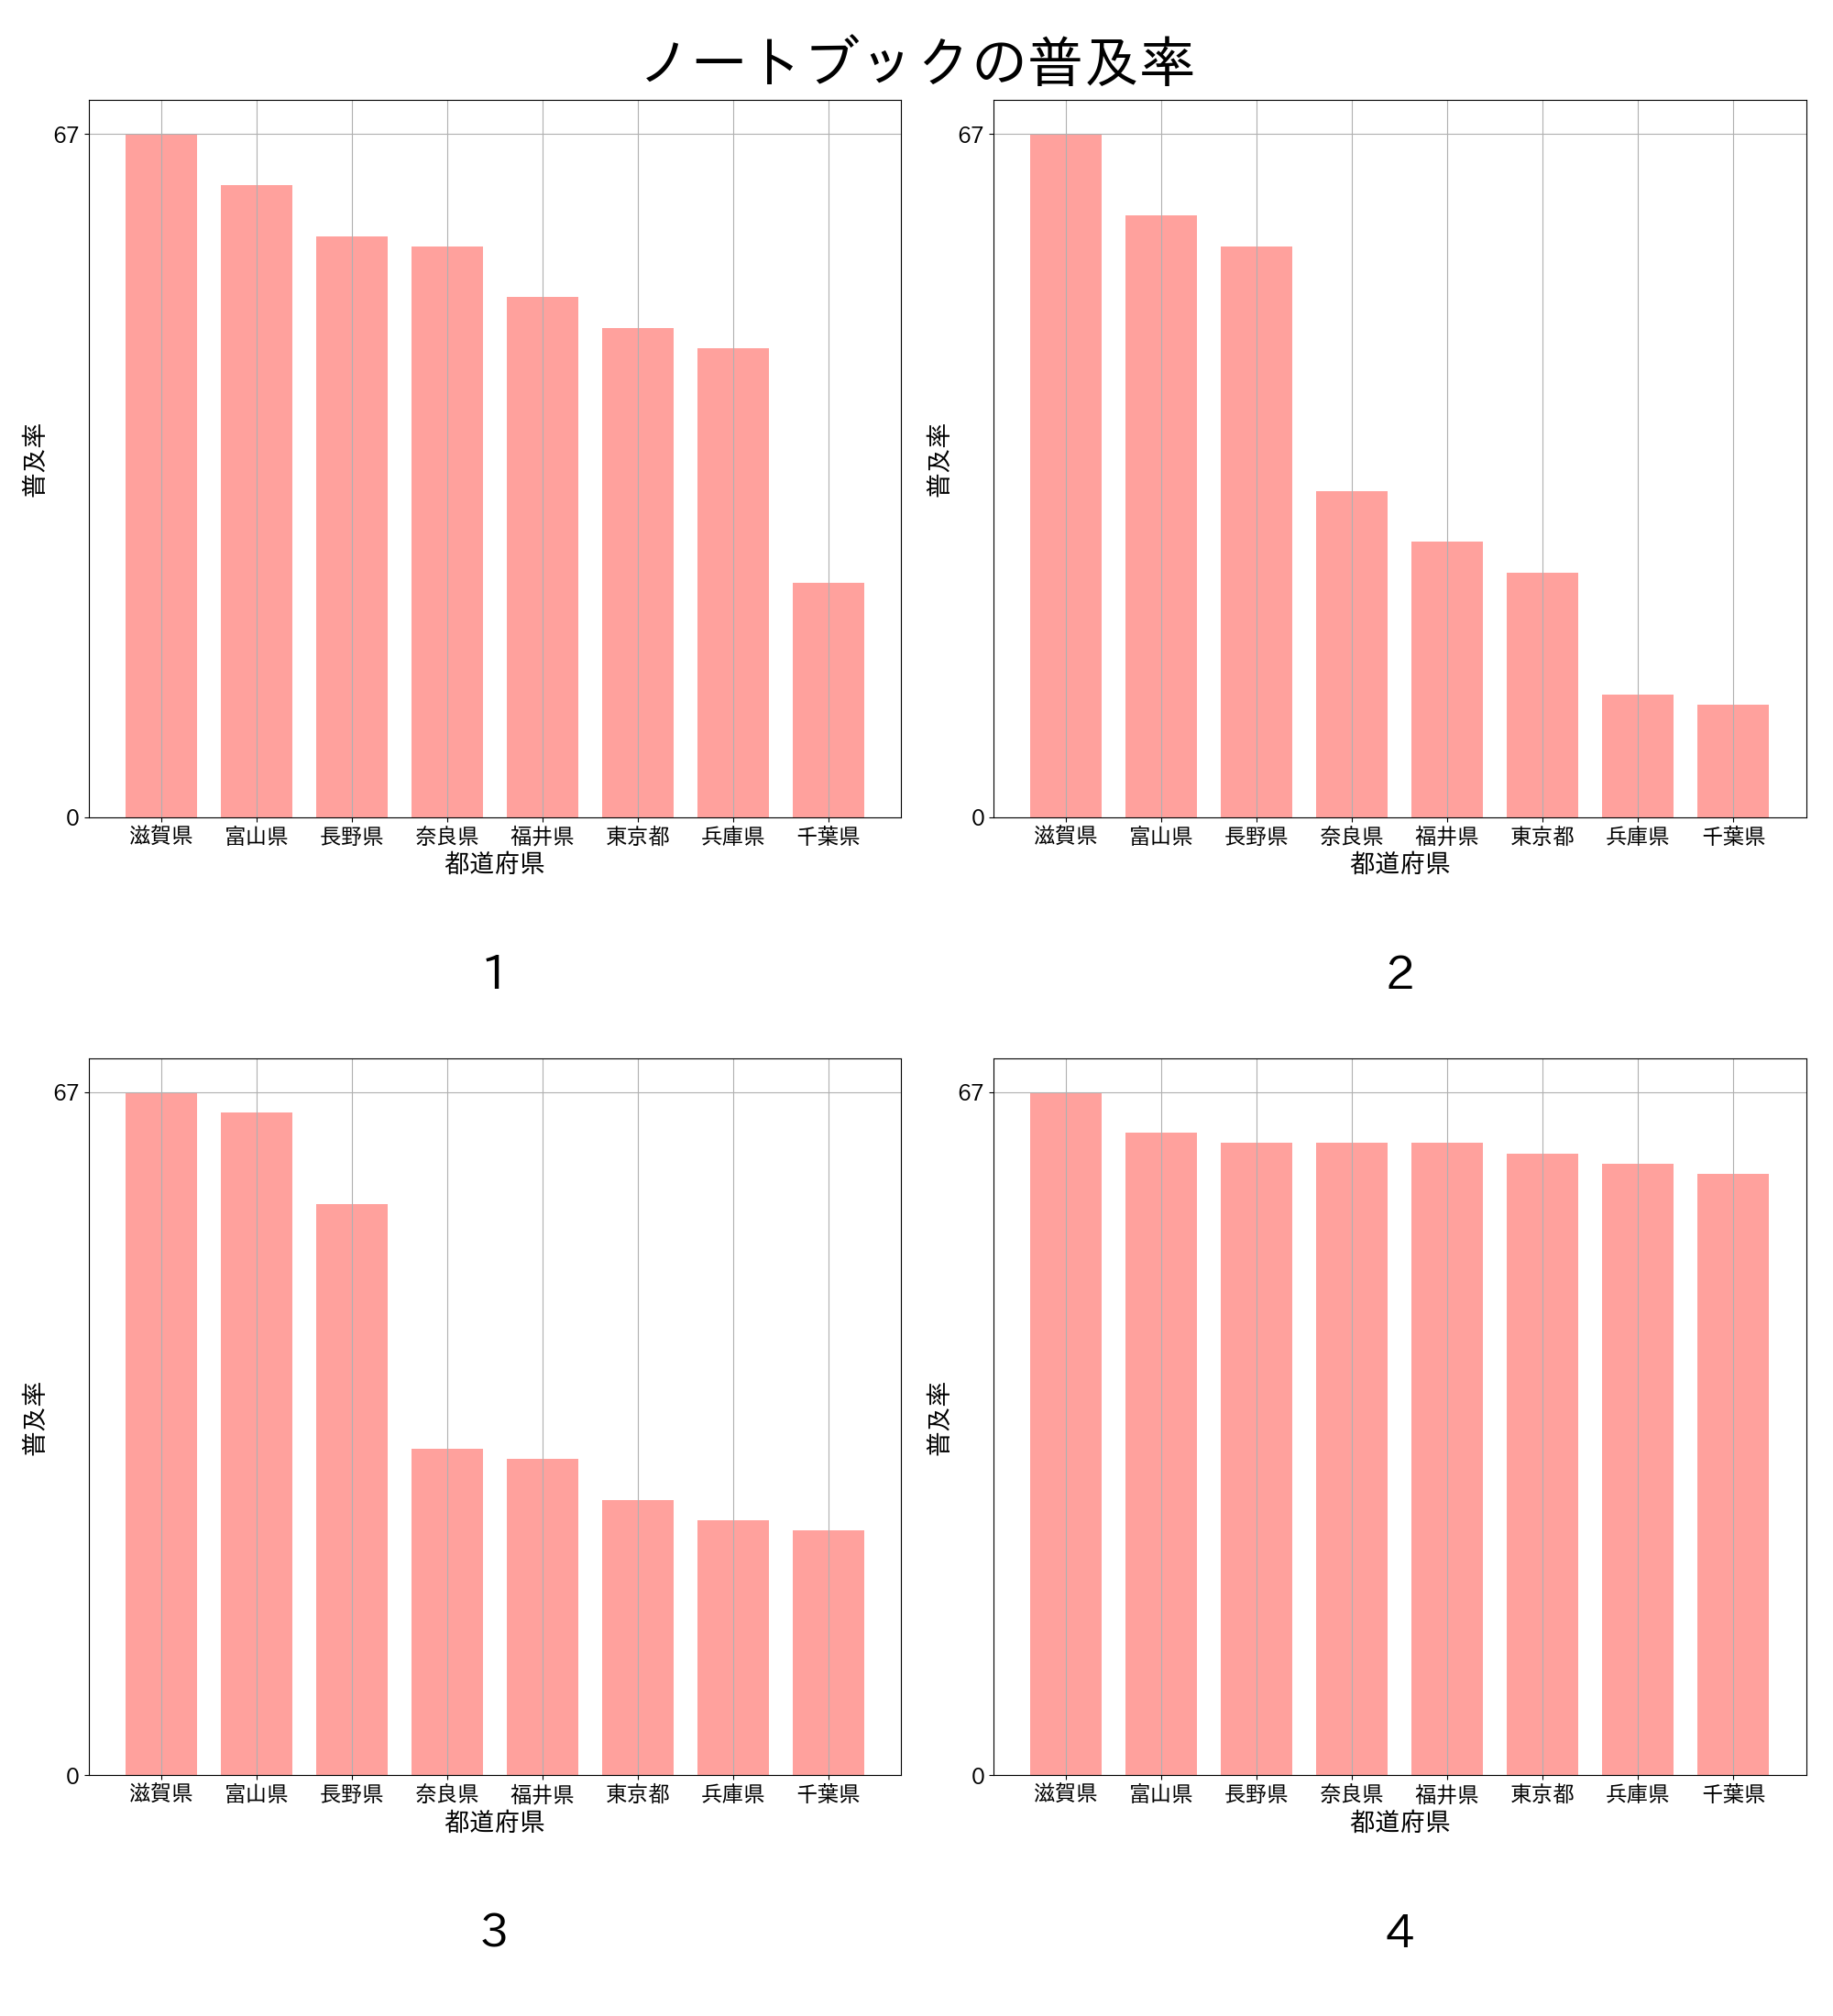 ノートブックの普及率
67
普及率
0
滋賀県 富山県 長野県 奈良県 福井県 東京都 兵庫県 千葉県
都道府県
1
67
普及率
0
滋賀県 富山県 長野県 奈良県 福井県 東京都 兵庫県 千葉県
都道府県
2
67
普及率
0
滋賀県 富山県 長野県 奈良県 福井県 東京都 兵庫県 千葉県
都道府県
3
67
普及率
0
滋賀県 富山県 長野県 奈良県 福井県 東京都 兵庫県 千葉県
都道府県
4